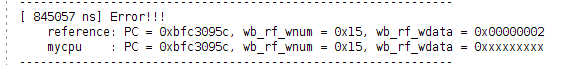 --------------------------------------------------------------
[ 845057 ns] Error!!!
reference: PC = 0xbfc3095c, wb_rf_wnum = 0x15, wb_rf_wdata = 0x00000002
mycpu    : PC = 0xbfc3095c, wb_rf_wnum = 0x15, wb_rf_wdata = 0xxxxxxxxx
--------------------------------------------------------------